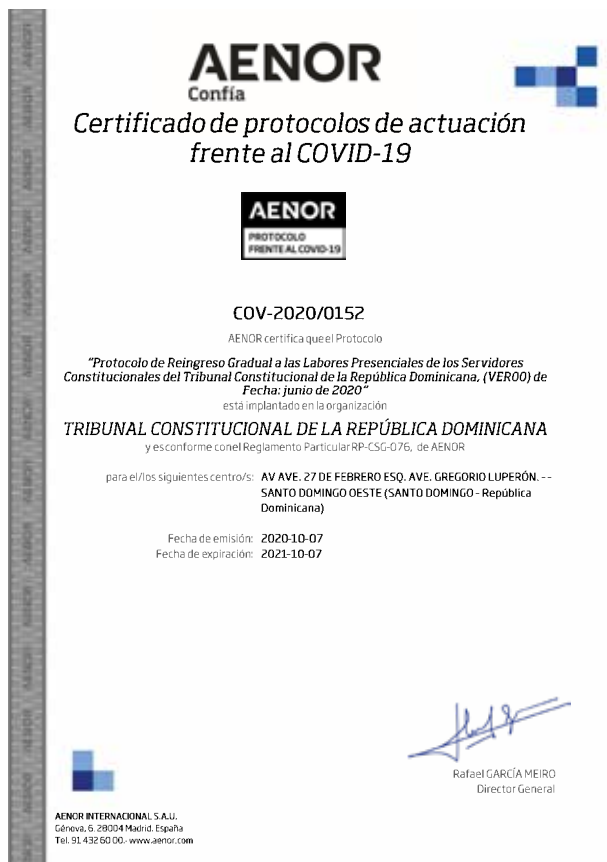 AENOR
Confía
Certificado de protocolos de actuación
frente al COVID-19
AENOR
PROTOCOLO
FRENTE AL COVID-19
COV-2020/0152
AENOR certifica que el Protocolo
"Protocolo de Reingreso Gradual a las Labores Presenciales de los Servidores
Constitucionales del Tribunal Constitucional de la República Dominicana, (VER00) de
Fecha: junio de 2020"
está implantado en la organización
TRIBUNAL CONSTITUCIONAL DE LA REPÚBLICA DOMINICANA
y es conforme con el Reglamento Particular RP-CSG-076, de AENOR
para el/los siguientes centro/s: AV AVE. 27 DE FEBRERO ESQ. AVE. GREGORIO LUPERÓN. - -
SANTO DOMINGO OESTE (SANTO DOMINGO - República
Dominicana)
Fecha de emisión: 2020-10-07
Fecha de expiración: 2021-10-07
Rafael GARCÍA MEIRO
Director General
AENOR INTERNACIONAL S.A.U.
Génova, 6. 28004 Madrid. España
Tel. 91 432 60 00.- www.aenor.com